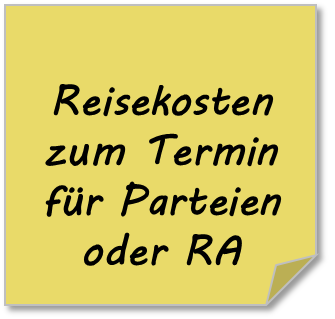 Reisekosten
zum Termin
für Parteien
oder RA